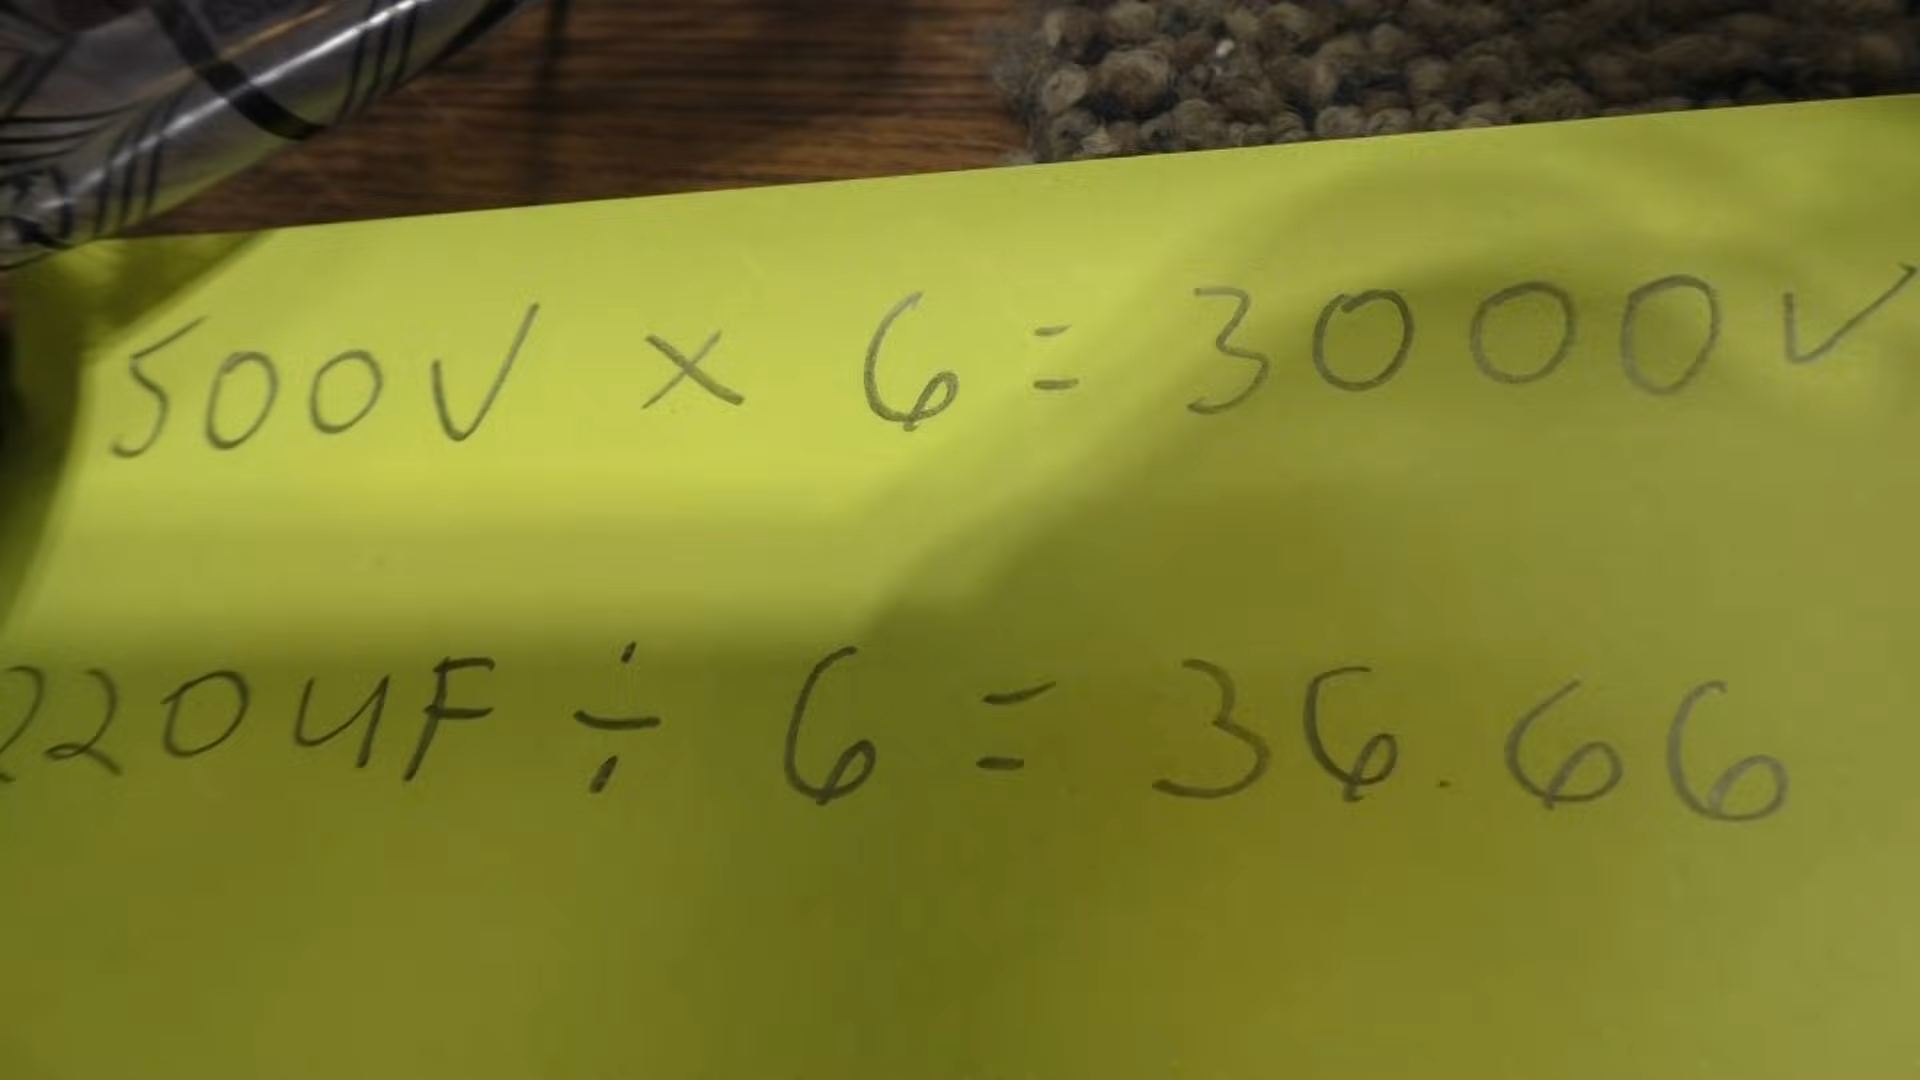 500V × 6 = 3000V
220uF ÷ 6 = 36.66